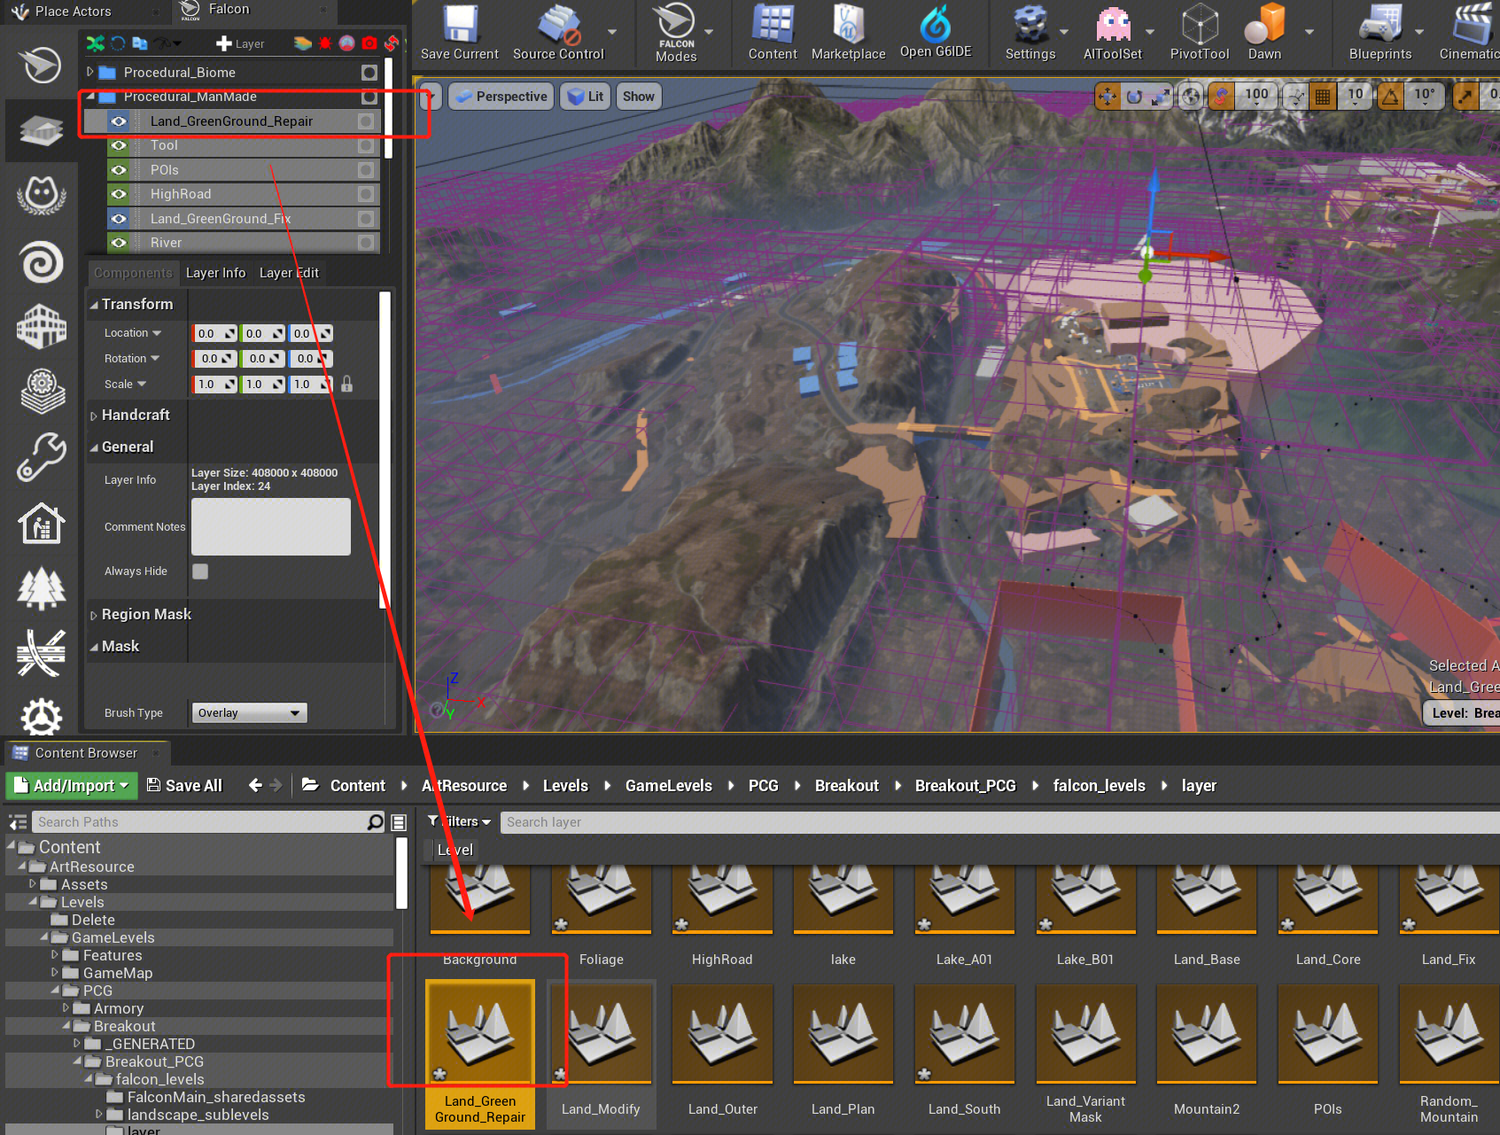 Place Actors
Falcon
FALCON
Layer
Procedural_Biome
Procedural_ManMade
Land_GreenGround_Repair
Tool
POIs
HighRoad
Land_GreenGround_Fix
River
Components
Layer Info
Layer Edit
Transform
Location
0.0
0.0
0.0
Rotation
0.0
0.0
0.0
Scale
1.0
1.0
1.0
Handcraft
General
Layer Info
Layer Size: 408000 x 408000
Layer Index: 24
Comment Notes
Always Hide
Region Mask
Mask
Brush Type
Overlay
Save Current
Source Control
FALCON
Modes
Content
Marketplace
Open G6IDE
Settings
AIToolSet
PivotTool
Dawn
Blueprints
Cinematic
Perspective
Lit
Show
100
10
10°
0.
Z
X
Y
Selected A
Land_Gree
Level: Brea
Content Browser
Add/Import
Save All
Content
ArtResource
Levels
GameLevels
PCG
Breakout
Breakout_PCG
falcon_levels
layer
Search Paths
Content
ArtResource
Assets
Levels
Delete
GameLevels
Features
GameMap
PCG
Armory
Breakout
_GENERATED
Breakout_PCG
falcon_levels
FalconMain_sharedassets
landscape_sublevels
layer
Filters
Search layer
Level
Background
Foliage
HighRoad
lake
Lake_A01
Lake_B01
Land_Base
Land_Core
Land_Fix
Land_Green
Ground_Repair
Land_Modify
Land_Outer
Land_Plan
Land_South
Land_Variant
Mask
Mountain2
POIs
Random_
Mountain